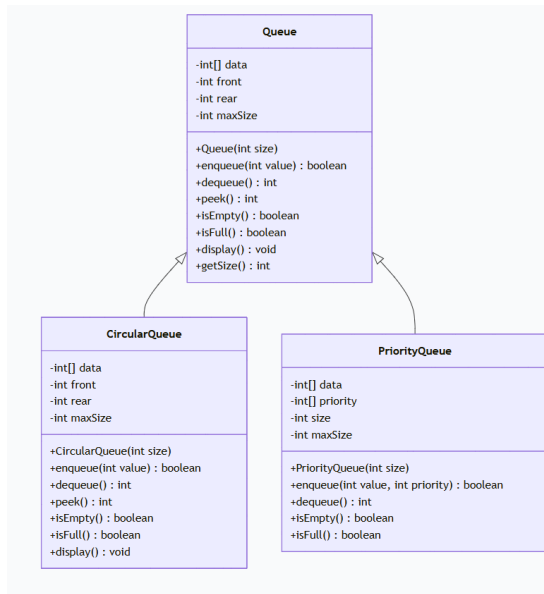 Queue
-int[] data
-int front
-int rear
-int maxSize
+Queue(int size)
+enqueue(int value) : boolean
+dequeue() : int
+peek() : int
+isEmpty() : boolean
+isFull() : boolean
+display() : void
+getSize() : int
CircularQueue
-int[] data
-int front
-int rear
-int maxSize
+CircularQueue(int size)
+enqueue(int value) : boolean
+dequeue() : int
+peek() : int
+isEmpty() : boolean
+isFull() : boolean
+display() : void
PriorityQueue
-int[] data
-int[] priority
-int size
-int maxSize
+PriorityQueue(int size)
+enqueue(int value, int priority) : boolean
+dequeue() : int
+isEmpty() : boolean
+isFull() : boolean